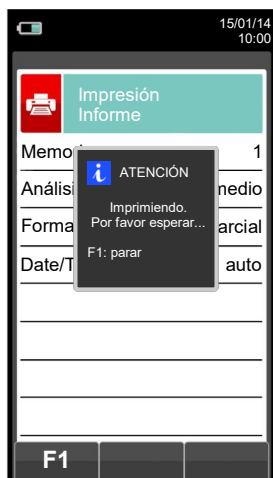 15/01/14
10:00
Impresión
Informe
Memo 1
ATENCIÓN
Análisi medio
Imprimiendo.
Forma arcial
Por favor esperar...
F1: parar
Date/T auto
F1